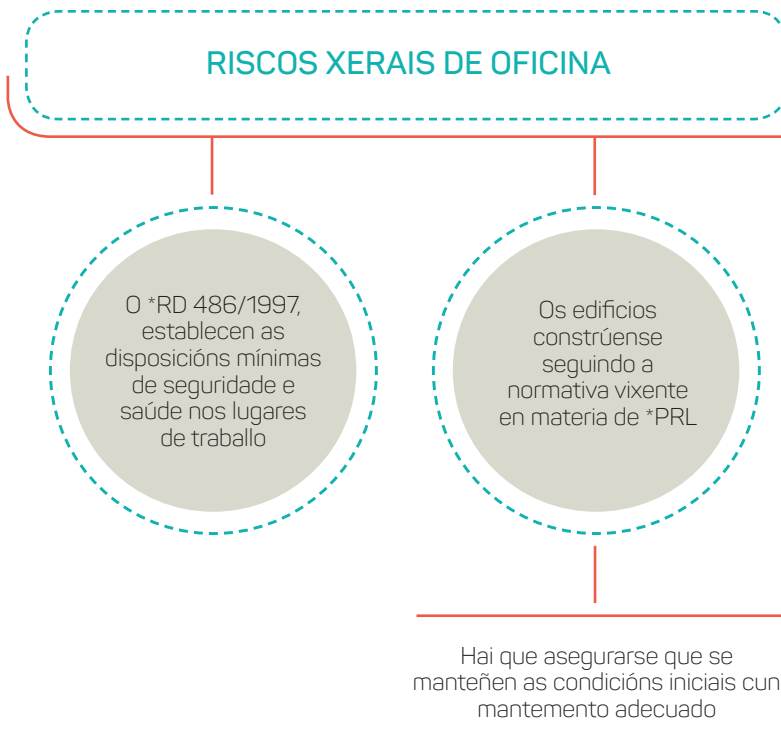 RISCOS XERAIS DE OFICINA
O *RD 486/1997,
establecen as
disposicións mínimas
de seguridade e
saúde nos lugares
de traballo
Os edificios
constrúense
seguindo a
normativa vixente
en materia de *PRL
Hai que asegurarse que se
manteñen as condicións iniciais cun
mantemento adecuado